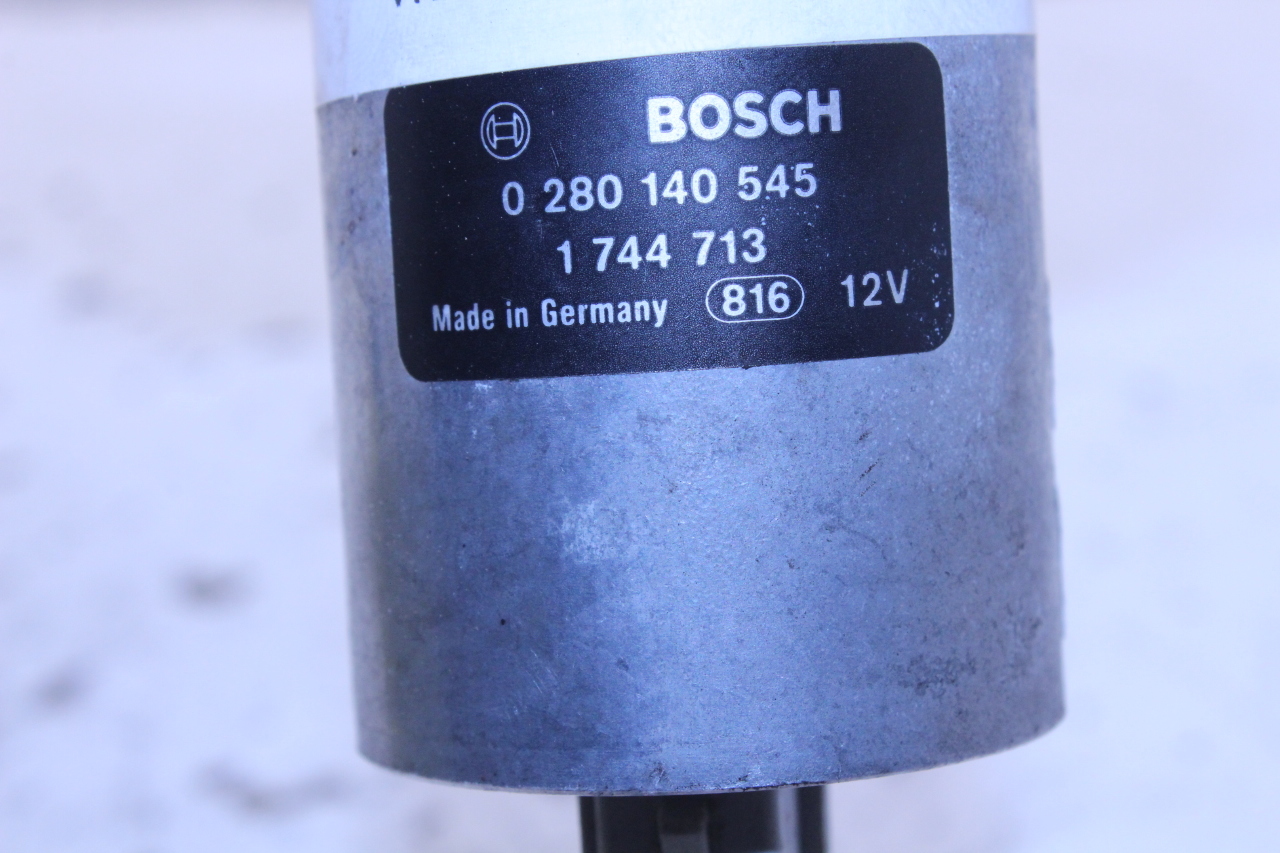 BOSCH
0 280 140 545
1 744 713
Made in Germany 816 12V